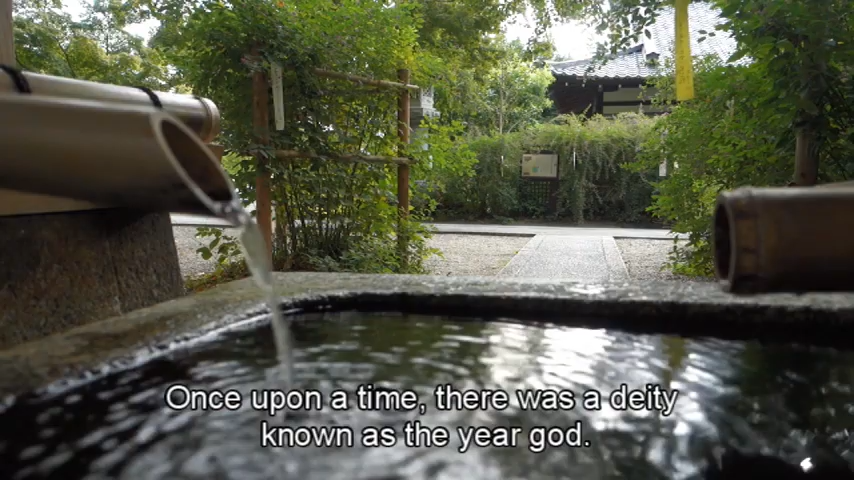 Once upon a time, there was a deity
known as the year god.